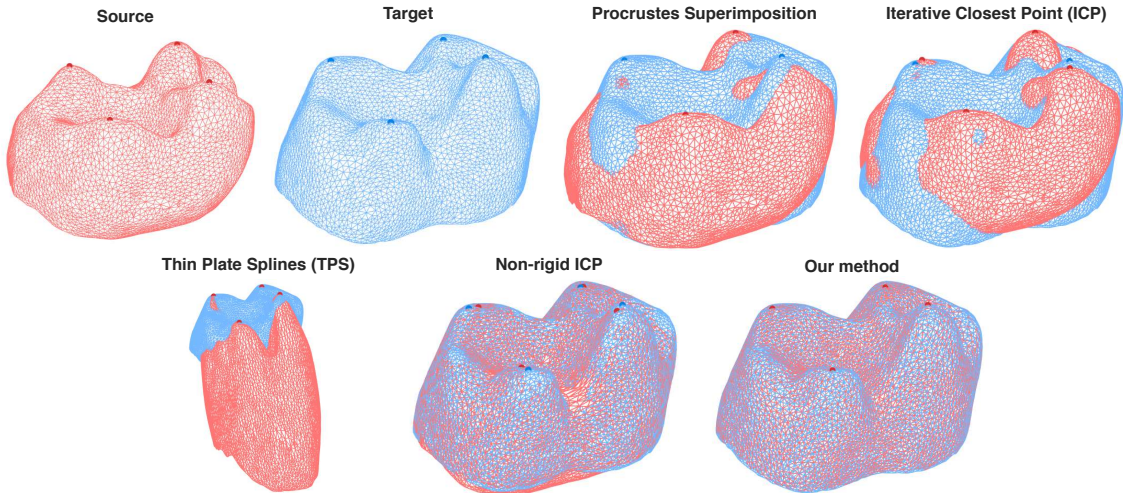 Source
Target
Procrustes Superimposition
Iterative Closest Point (ICP)
Thin Plate Splines (TPS)
Non-rigid ICP
Our method